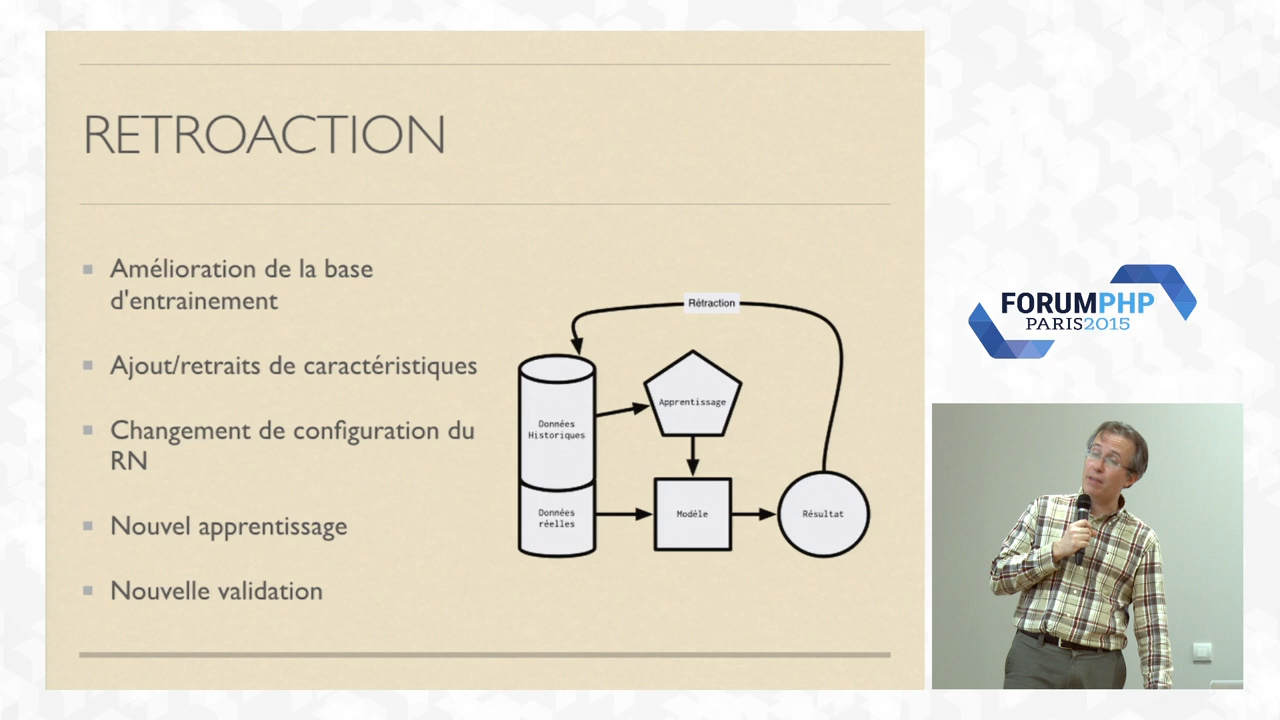 RETROACTION
Amélioration de la base
d'entrainement
Ajout/retraits de caractéristiques
Changement de configuration du
RN
Nouvel apprentissage
Nouvelle validation
Rétraction
Données
Historiques
Apprentissage
Données
réelles
Modèle
Résultat
FORUMPHP
PARIS2015